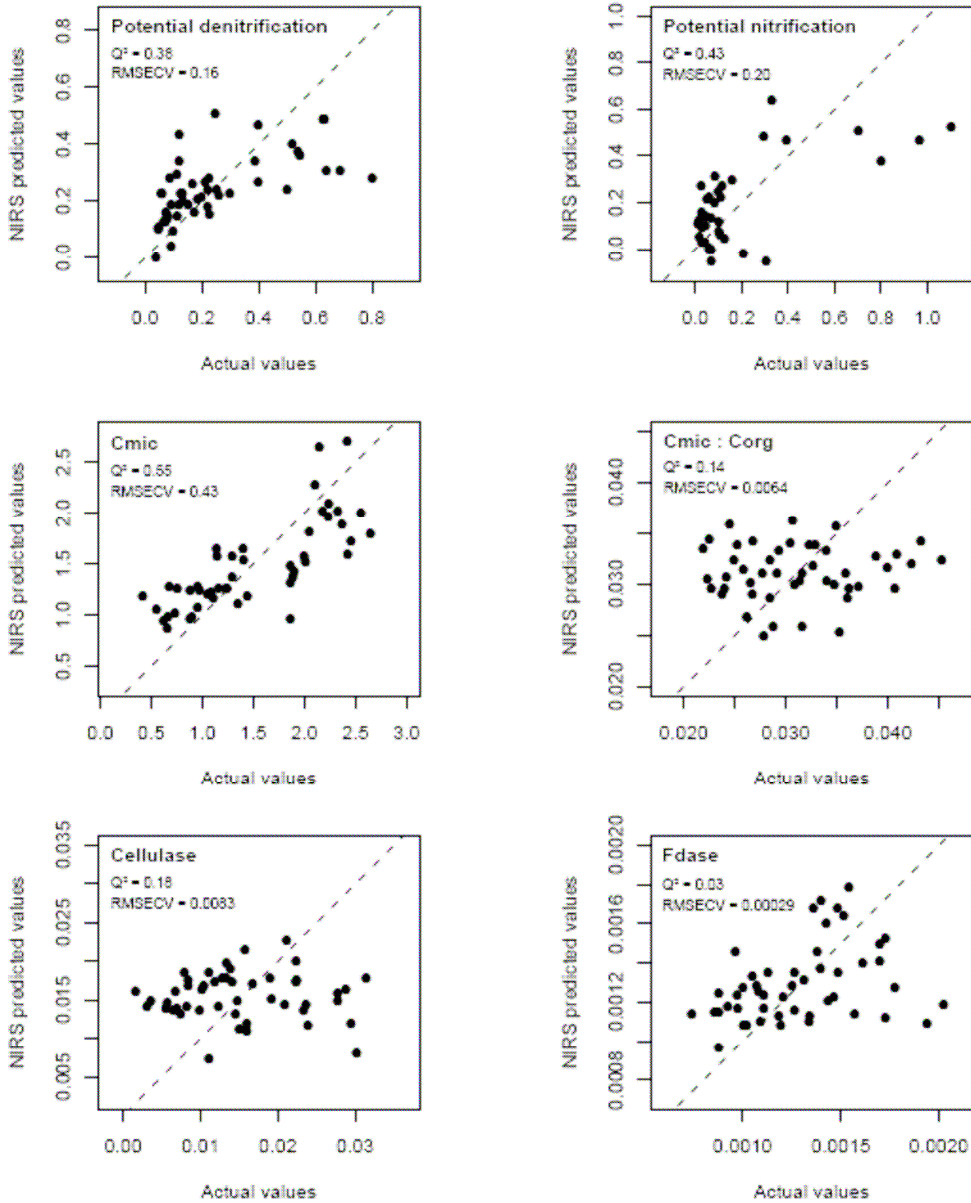 Potential denitrification
Q² = 0.38
RMSECV = 0.16
NIRS predicted values
0.0 0.2 0.4 0.6 0.8
0.0 0.2 0.4 0.6 0.8
Actual values
Potential nitrification
Q² = 0.43
RMSECV = 0.20
NIRS predicted values
0.0 0.2 0.4 0.6 0.8 1.0
0.0 0.2 0.4 0.6 0.8 1.0
Actual values
Cmic
Q² = 0.55
RMSECV = 0.43
NIRS predicted values
0.5 1.0 1.5 2.0 2.5
0.0 0.5 1.0 1.5 2.0 2.5 3.0
Actual values
Cmic : Corg
Q² = 0.14
RMSECV = 0.0064
NIRS predicted values
0.020 0.030 0.040
0.020 0.030 0.040
Actual values
Cellulase
Q² = 0.18
RMSECV = 0.0083
NIRS predicted values
0.005 0.015 0.025 0.035
0.00 0.01 0.02 0.03
Actual values
Fdase
Q² = 0.03
RMSECV = 0.00029
NIRS predicted values
0.0008 0.0012 0.0016 0.0020
0.0010 0.0015 0.0020
Actual values